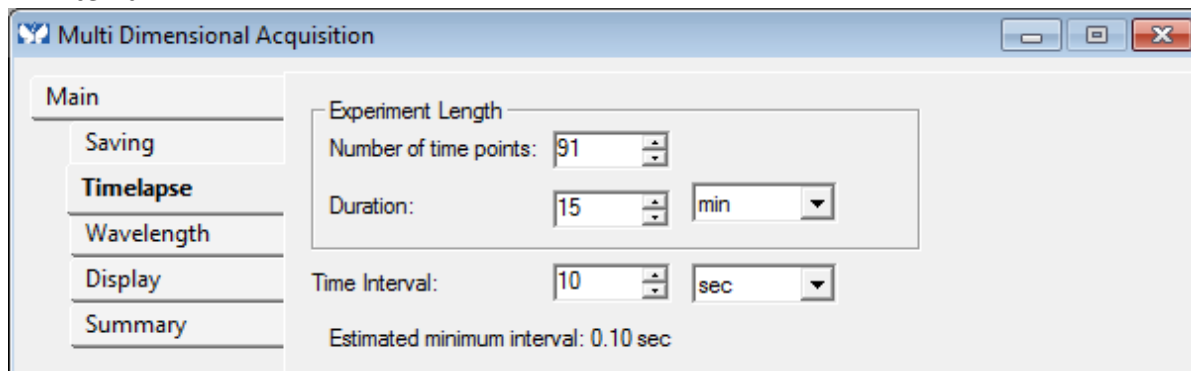 Multi Dimensional Acquisition
Main
Saving
Timelapse
Wavelength
Display
Summary
Experiment Length
Number of time points: 91
Duration: 15 min
Time Interval: 10 sec
Estimated minimum interval: 0.10 sec